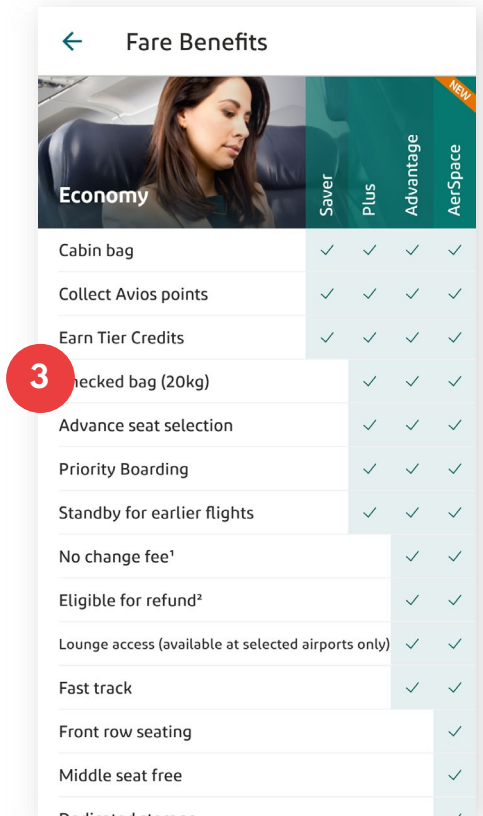 Fare Benefits
NEW
Economy
Saver
Plus
Advantage
AerSpace
Cabin bag
Collect Avios points
Earn Tier Credits
3
hecked bag (20kg)
Advance seat selection
Priority Boarding
Standby for earlier flights
No change fee¹
Eligible for refund²
Lounge access (available at selected airports only)
Fast track
Front row seating
Middle seat free